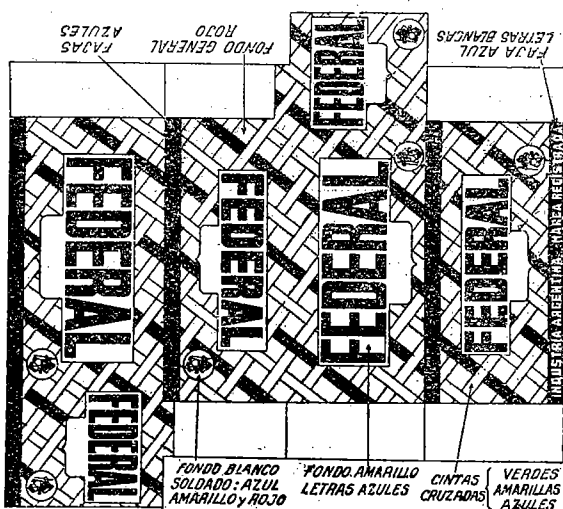 FAJAS
AZULES
FONDO GENERAL
ROJO
FAJA AZUL
LETRAS BLANCAS
FEDERAL
FEDERAL
FEDERAL
FEDERAL
FEDERAL
FEDERAL
INDUSTRIA ARGENTINA - MARCA REGISTRADA
FONDO BLANCO
SOLDADO: AZUL
AMARILLO y ROJO
FONDO. AMARILLO
LETRAS AZULES
CINTAS
CRUZADAS
VERDES
AMARILLAS
AZULES